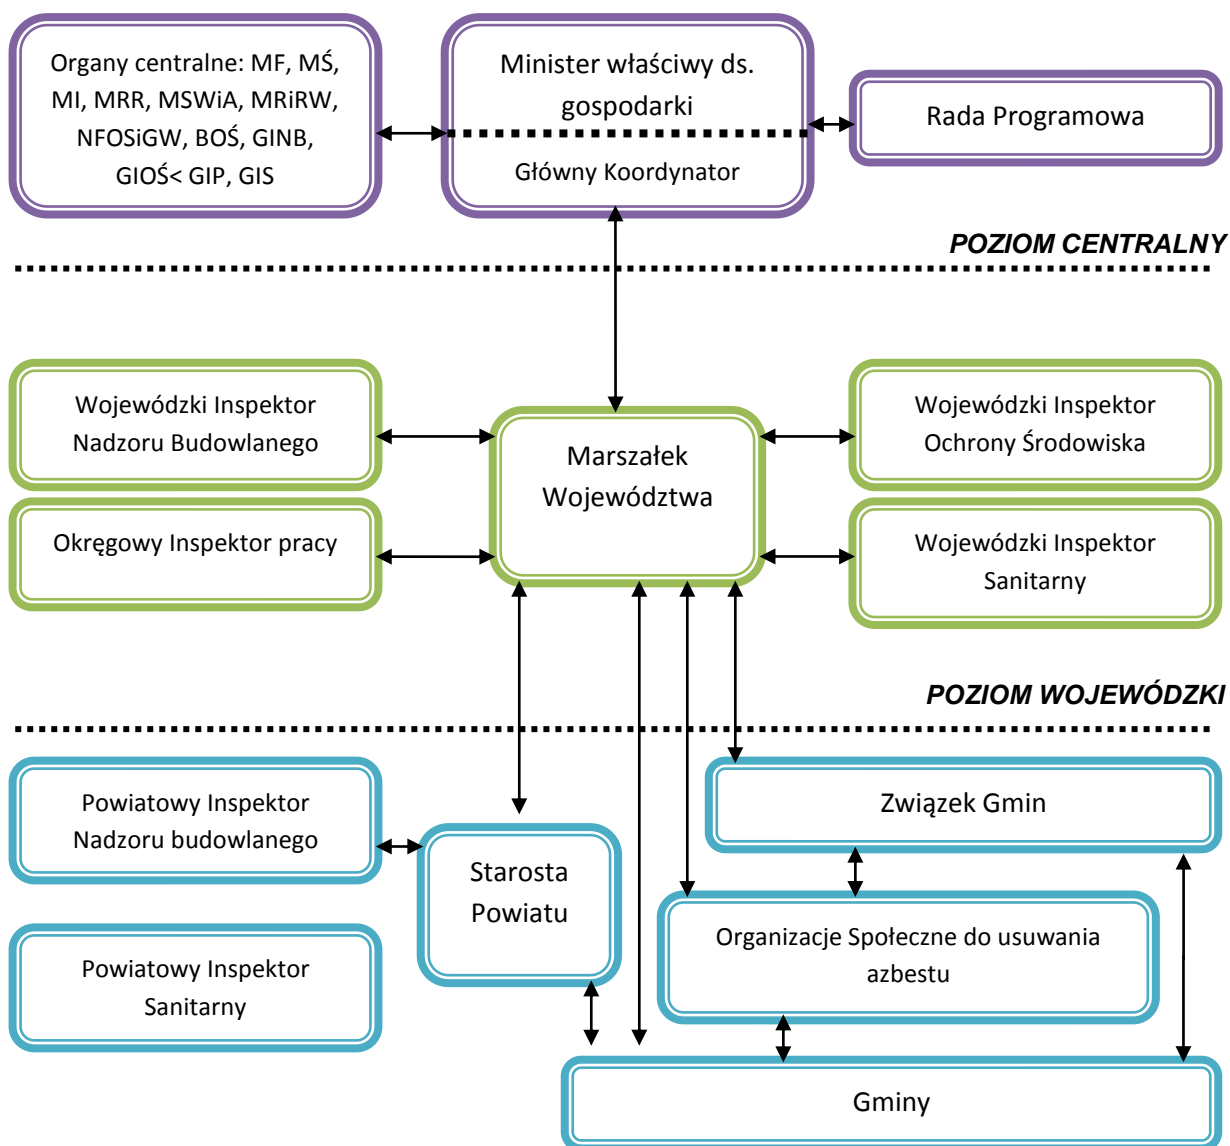 Organy centralne: MF, MŚ,
MI, MRR, MSWiA, MRiRW,
NFOSiGW, BOŚ, GINB,
GIOŚ< GIP, GIS
Minister właściwy ds.
gospodarki
Główny Koordynator
Rada Programowa
POZIOM CENTRALNY
Wojewódzki Inspektor
Nadzoru Budowlanego
Okręgowy Inspektor pracy
Marszałek
Województwa
Wojewódzki Inspektor
Ochrony Środowiska
Wojewódzki Inspektor
Sanitarny
POZIOM WOJEWÓDZKI
Powiatowy Inspektor
Nadzoru budowlanego
Powiatowy Inspektor
Sanitarny
Starosta
Powiatu
Związek Gmin
Organizacje Społeczne do usuwania
azbestu
Gminy